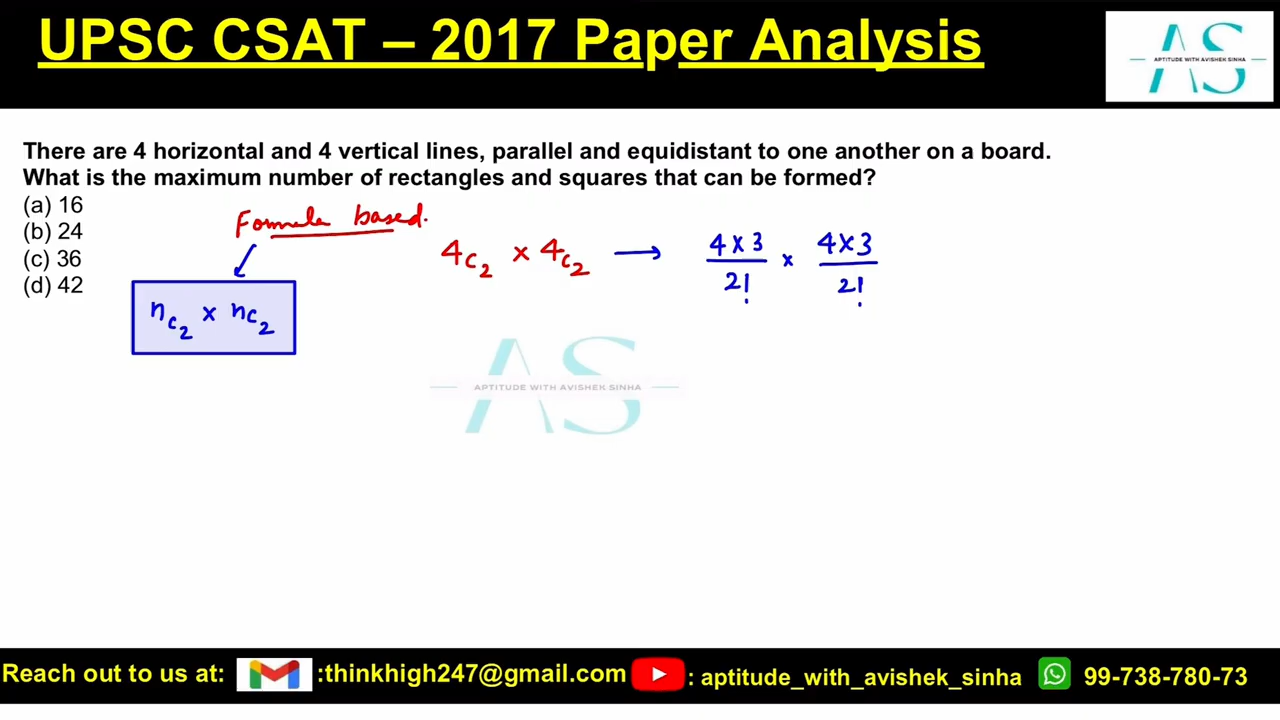 UPSC CSAT – 2017 Paper Analysis
AS
APTITUDE WITH AVISHEK SINHA
There are 4 horizontal and 4 vertical lines, parallel and equidistant to one another on a board.
What is the maximum number of rectangles and squares that can be formed?
(a) 16
(b) 24
(c) 36
(d) 42
Formula based.
nC₂ × nC₂
4C₂ × 4C₂ → 4×3/2! × 4×3/2!
AS
APTITUDE WITH AVISHEK SINHA
Reach out to us at: :thinkhigh247@gmail.com : aptitude_with_avishek_sinha 99-738-780-73